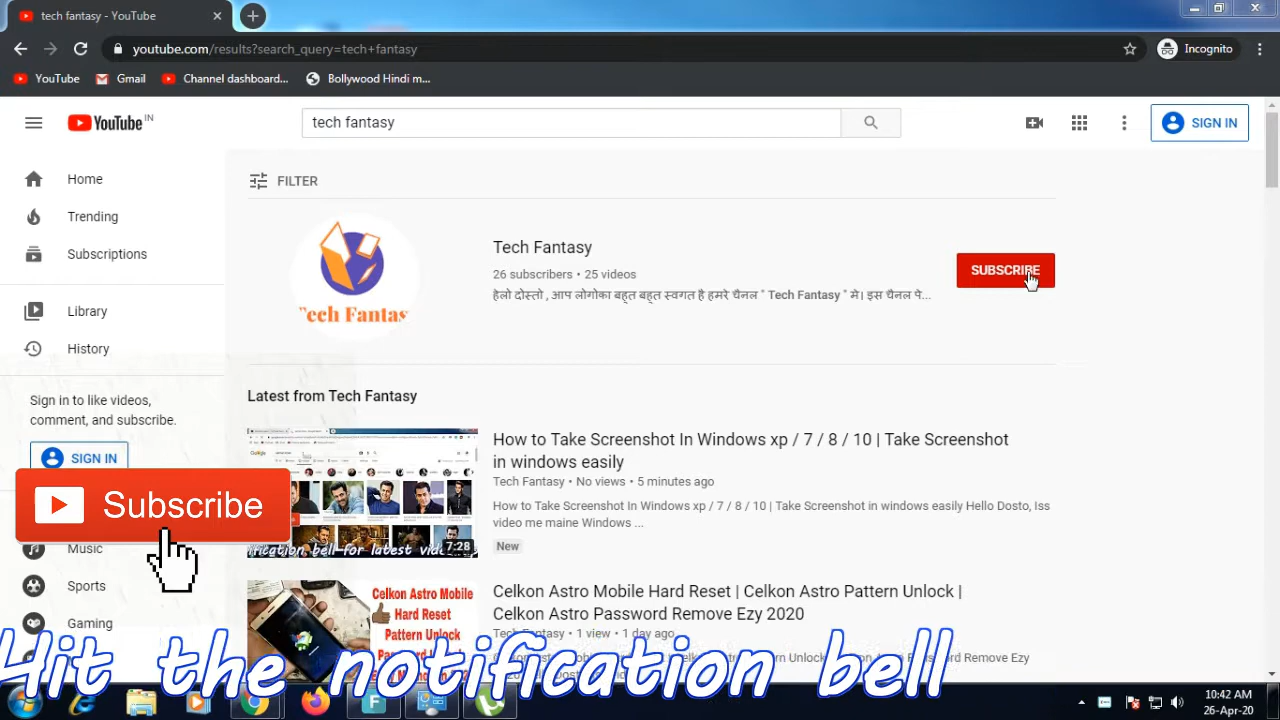 tech fantasy - YouTube
youtube.com/results?search_query=tech+fantasy
Incognito
YouTube
Gmail
Channel dashboard...
Bollywood Hindi m...
YouTube IN
tech fantasy
SIGN IN
Home
Trending
Subscriptions
Library
History
Sign in to like videos,
comment, and subscribe.
SIGN IN
Subscribe
Music
Sports
Gaming
FILTER
Tech Fantasy
Tech Fantasy
26 subscribers • 25 videos
हेलो दोस्तो , आप लोगोका बहत बहत स्वगत है हमरे चैनल " Tech Fantasy " मे। इस चैनल पे...
SUBSCRIBE
Latest from Tech Fantasy
7:28
How to Take Screenshot In Windows xp / 7 / 8 / 10 | Take Screenshot
in windows easily
Tech Fantasy • No views • 5 minutes ago
How to Take Screenshot In Windows xp / 7 / 8 / 10 | Take Screenshot in windows easily Hello Dosto, Iss
video me maine Windows ...
New
Celkon Astro Mobile
Hard Reset
Pattern Unlock
Celkon Astro Mobile Hard Reset | Celkon Astro Pattern Unlock |
Celkon Astro Password Remove Ezy 2020
Tech Fantasy • 1 view • 1 day ago
Hit the notification bell
10:42 AM
26-Apr-20